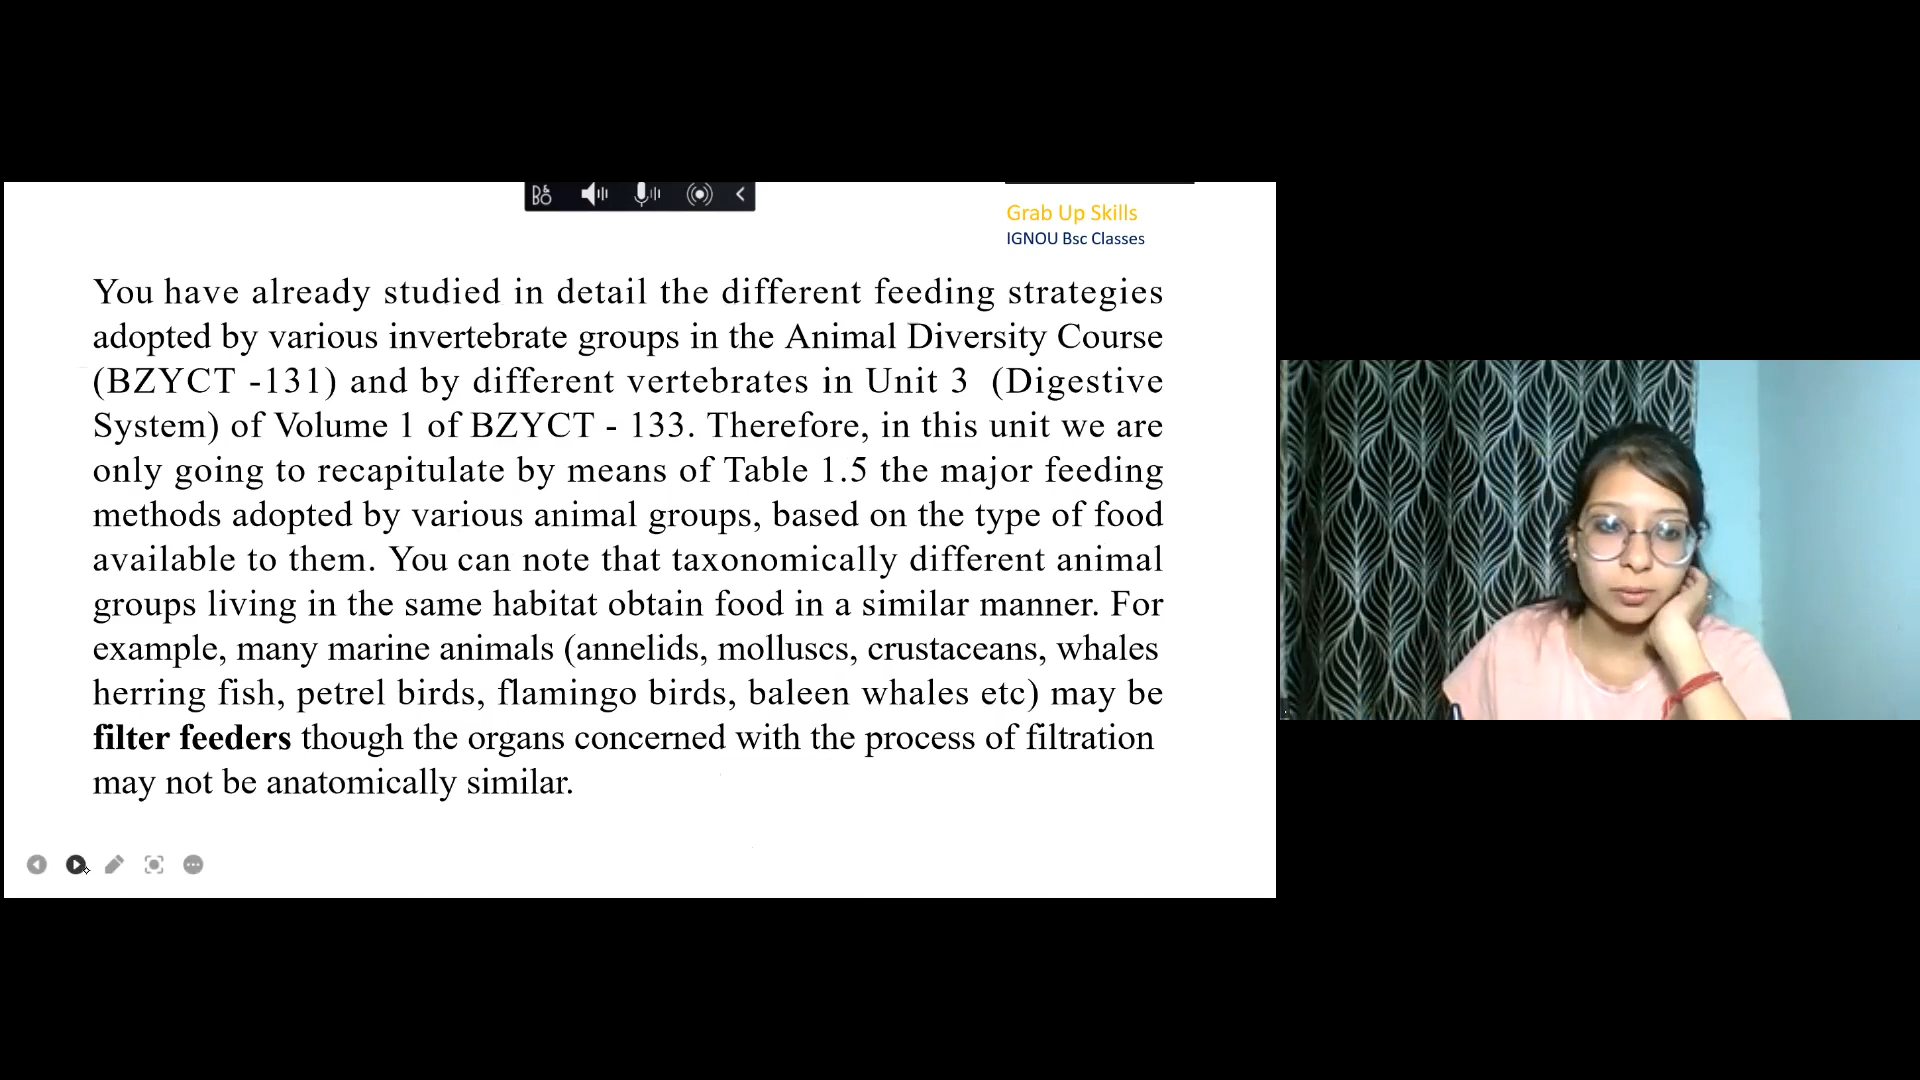 Grab Up Skills
IGNOU Bsc Classes
You have already studied in detail the different feeding strategies
adopted by various invertebrate groups in the Animal Diversity Course
(BZYCT -131) and by different vertebrates in Unit 3 (Digestive
System) of Volume 1 of BZYCT - 133. Therefore, in this unit we are
only going to recapitulate by means of Table 1.5 the major feeding
methods adopted by various animal groups, based on the type of food
available to them. You can note that taxonomically different animal
groups living in the same habitat obtain food in a similar manner. For
example, many marine animals (annelids, molluscs, crustaceans, whales
herring fish, petrel birds, flamingo birds, baleen whales etc) may be
filter feeders though the organs concerned with the process of filtration
may not be anatomically similar.